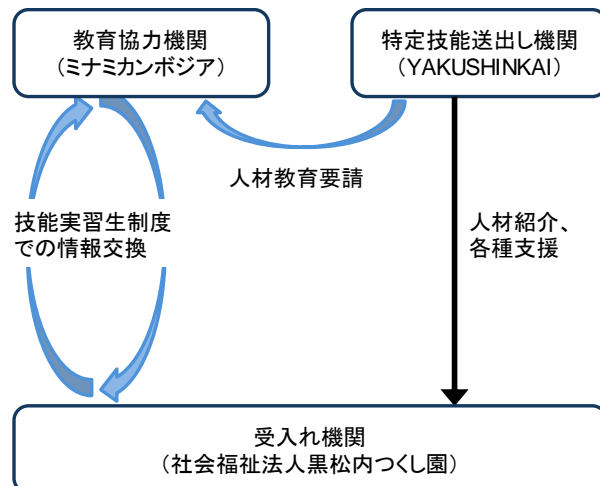 教育協力機関
（ミナミカンボジア）
特定技能送出し機関
（YAKUSHINKAI）
人材教育要請
技能実習生制度
での情報交換
人材紹介、
各種支援
受入れ機関
（社会福祉法人黒松内つくし園）